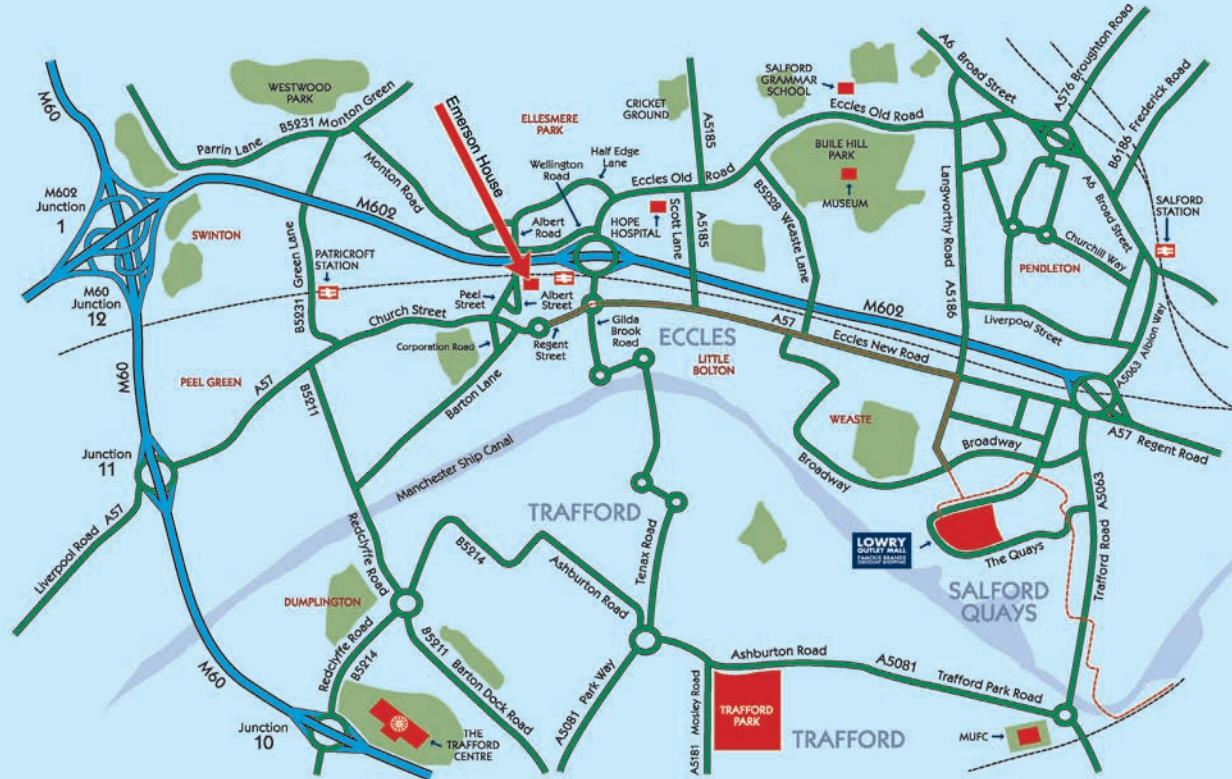 M60
WESTWOOD
PARK
B5231 Monton Green
Parrin Lane
M602
Junction
1
SWINTON
M60
Junction
12
M60
Monton Road
M602
Emerson House
ELLESMERE
PARK
Wellington
Road
Half Edge
Lane
Albert
Road
CRICKET
GROUND
A5185
SALFORD
GRAMMAR
SCHOOL
Eccles Old Road
BUILE HILL
PARK
MUSEUM
Eccles Old Road
HOPE
HOSPITAL
Scott Lane
A5185
B5228 Weaste Lane
A6
Broad Street
A576 Broughton Road
B6186 Frederick Road
A6
Broad Street
Langworthy Road
A5186
SALFORD
STATION
Churchill Way
PENDLETON
Liverpool Street
A5063 Albion Way
M602
PATRICROFT
STATION
B5231 Green Lane
Peel
Street
Albert
Street
Church Street
Corporation Road
Regent
Street
Gilda
Brook
Road
ECCLES
LITTLE
BOLTON
A57
Eccles New Road
PEEL GREEN
A57
B5211
Barton Lane
Junction
11
Liverpool Road A57
Manchester Ship Canal
WEASTE
Broadway
Broadway
A57 Regent Road
A5063
Trafford Road
LOWRY
OUTLET MALL
FAMOUS BRANDS
DISCOUNT SHOPPING
The Quays
SALFORD
QUAYS
TRAFFORD
Tenax Road
B5214
Ashburton Road
Redclyffe Road
DUMPLINGTON
Redclyffe Road
B5214
B5211
Barton Dock Road
A5081 Park Way
M60
Junction
10
THE
TRAFFORD
CENTRE
Ashburton Road
A5081
Trafford Park Road
A5181 Mosley Road
TRAFFORD
PARK
TRAFFORD
MUFC